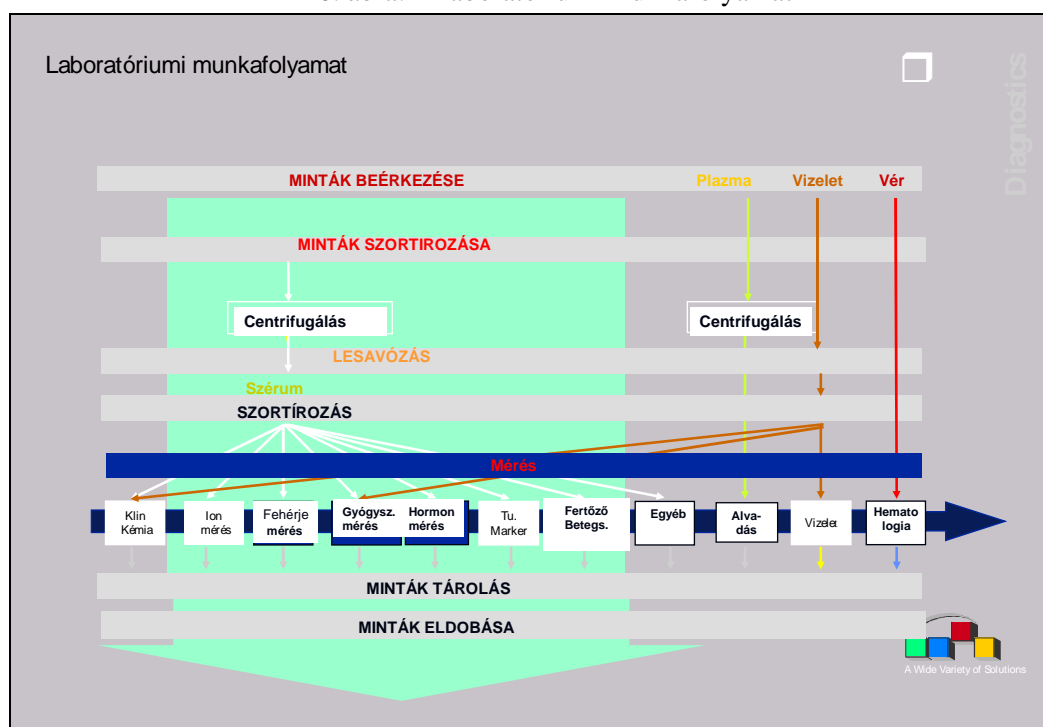 Laboratóriumi munkafolyamat
Diagnostics
MINTÁK BEÉRKEZÉSE
Plazma
Vizelet
Vér
MINTÁK SZORTIROZÁSA
Centrifugálás
Centrifugálás
LESAVÓZÁS
Szérum
SZORTÍROZÁS
Mérés
Klin
Kémia
Ion
mérés
Fehérje
mérés
Gyógysz.
mérés
Hormon
mérés
Tu.
Marker
Fertőző
Betegs.
Egyéb
Alva-
dás
Vizelet
Hemato
logia
MINTÁK TÁROLÁS
MINTÁK ELDOBÁSA
A Wide Variety of Solutions